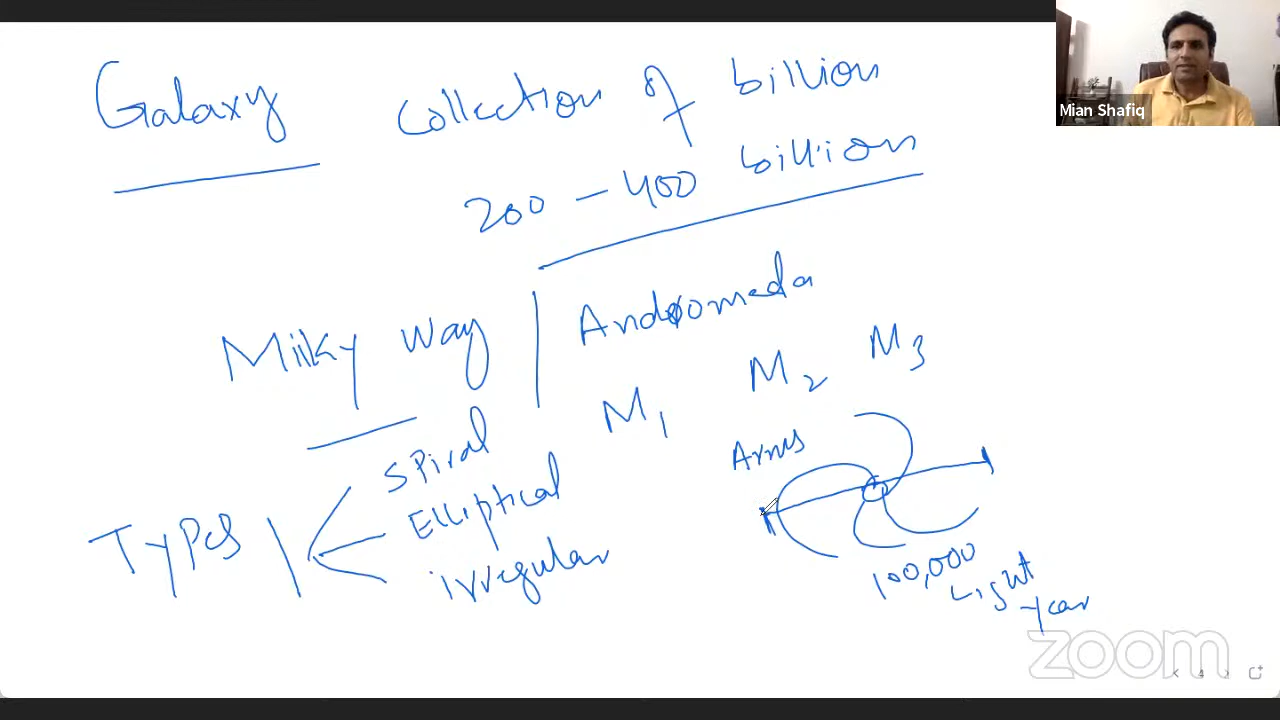 Galaxy collection of billion
200 - 400 billion
Milky Way | Andromeda
M1 M2 M3
Types
Spiral
Elliptical
irregular
Arms
100,000
Light
year
Mian Shafiq
zoom
4